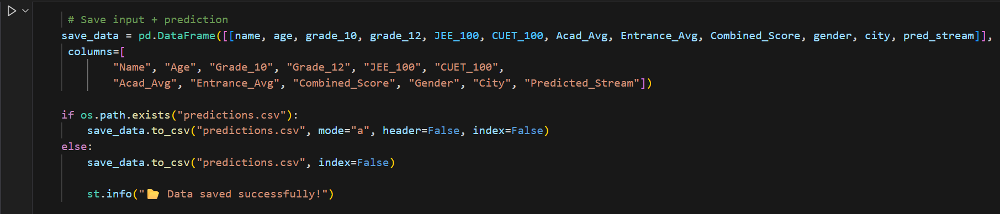 # Save input + prediction
save_data = pd.DataFrame([[name, age, grade_10, grade_12, JEE_100, CUET_100, Acad_Avg, Entrance_Avg, Combined_Score, gender, city, pred_stream]],
columns=[
"Name", "Age", "Grade_10", "Grade_12", "JEE_100", "CUET_100",
"Acad_Avg", "Entrance_Avg", "Combined_Score", "Gender", "City", "Predicted_Stream"])
if os.path.exists("predictions.csv"):
save_data.to_csv("predictions.csv", mode="a", header=False, index=False)
else:
save_data.to_csv("predictions.csv", index=False)
st.info("📂 Data saved successfully!")